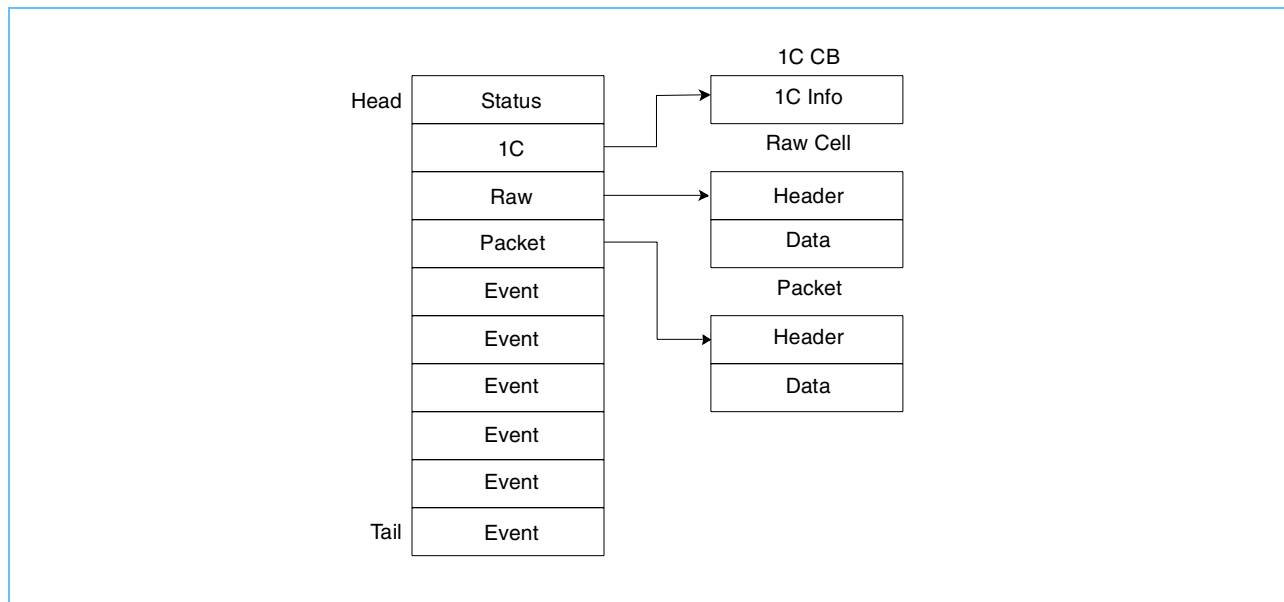 1C CB
Head
Status
1C Info
1C
Raw Cell
Raw
Header
Packet
Data
Event
Packet
Event
Header
Event
Data
Event
Event
Tail
Event